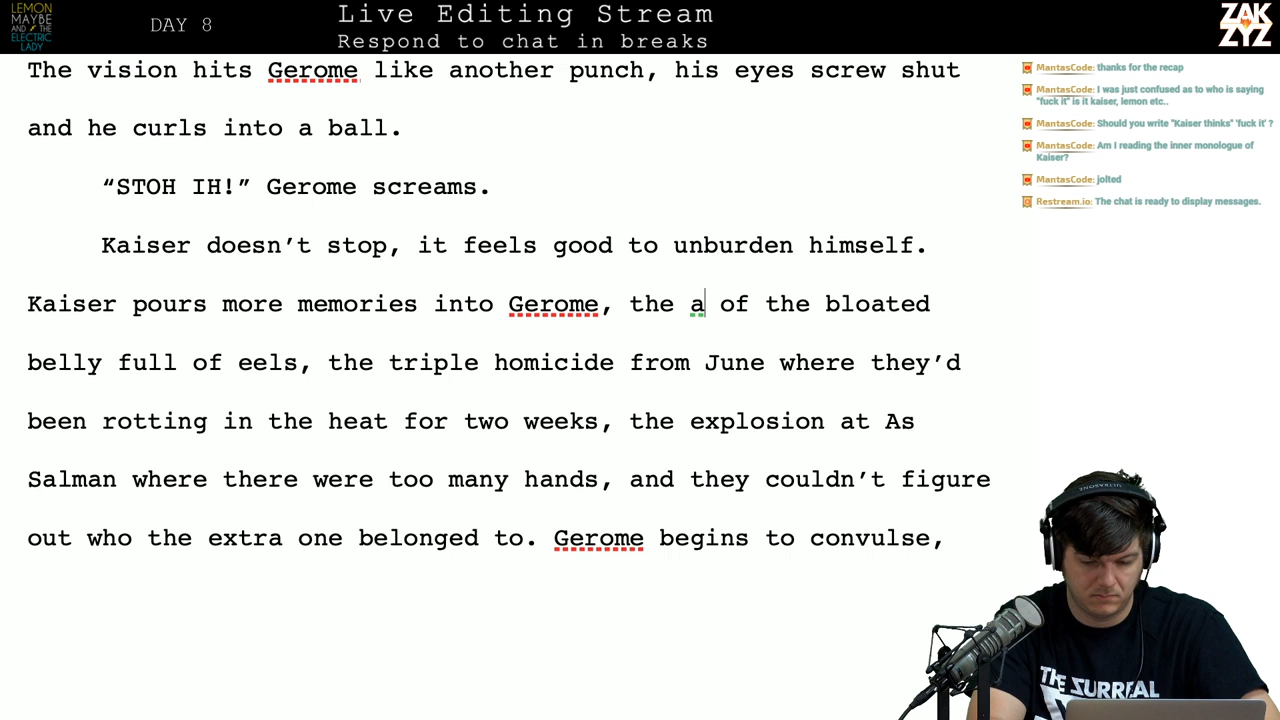 LEMON
MAYBE
AND THE
ELECTRIC
LADY
DAY 8
Live Editing Stream
Respond to chat in breaks
ZAK
ZYZ
The vision hits Gerome like another punch, his eyes screw shut
and he curls into a ball.
“STOH IH!” Gerome screams.
Kaiser doesn’t stop, it feels good to unburden himself.
Kaiser pours more memories into Gerome, the a of the bloated
belly full of eels, the triple homicide from June where they’d
been rotting in the heat for two weeks, the explosion at As
Salman where there were too many hands, and they couldn’t figure
out who the extra one belonged to. Gerome begins to convulse,
MantasCode: thanks for the recap
MantasCode: I was just confused as to who is saying
"fuck it" is it kaiser, lemon etc..
MantasCode: Should you write "Kaiser thinks" 'fuck it' ?
MantasCode: Am I reading the inner monologue of
Kaiser?
MantasCode: jolted
Restream.io: The chat is ready to display messages.
ULTRASONE
THE SURREAL